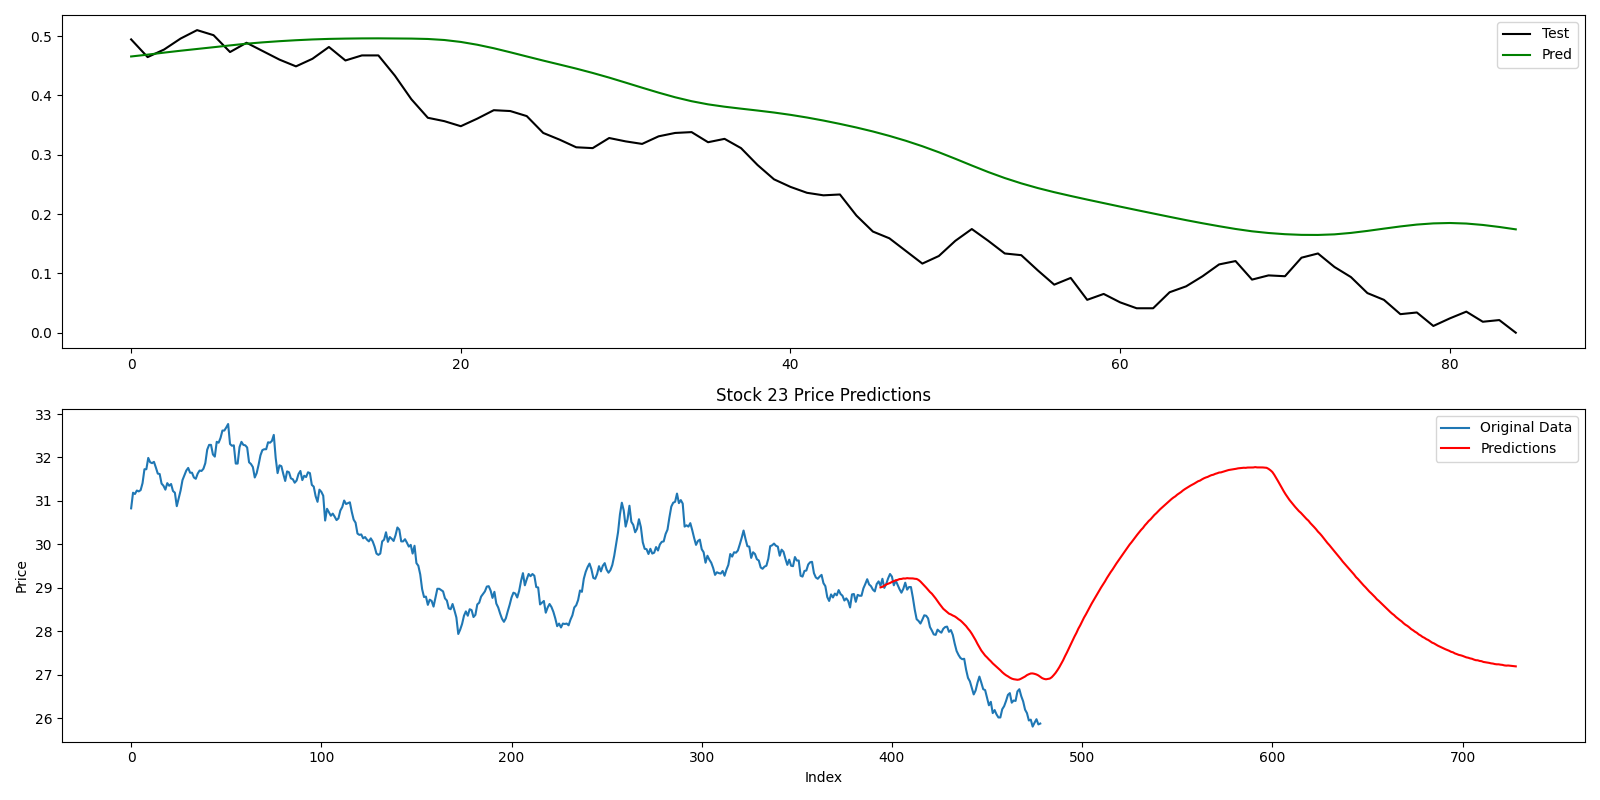 0.5
0.4
0.3
0.2
0.1
0.0
Test
Pred
0 20 40 60 80
Stock 23 Price Predictions
33
32
31
30
29
28
27
26
Price
Original Data
Predictions
0 100 200 300 400 500 600 700
Index